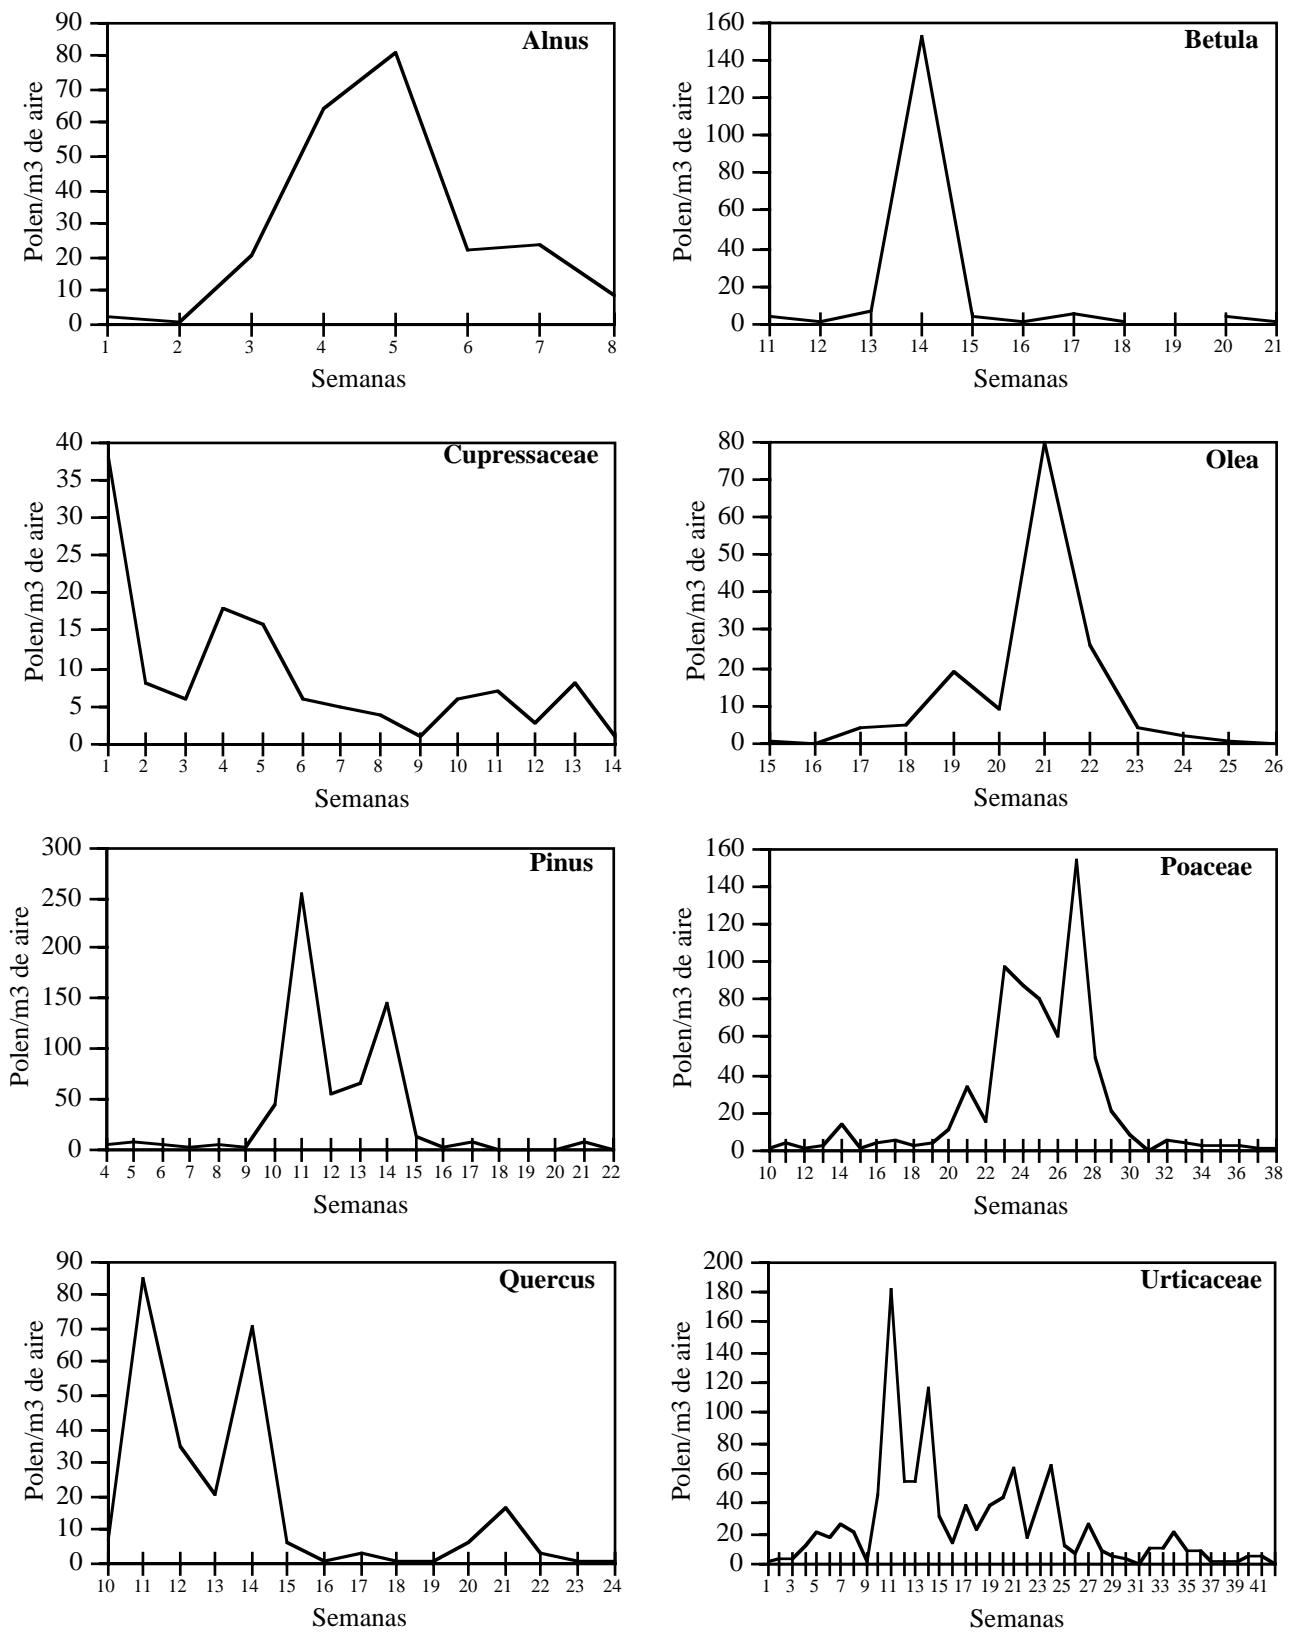 Alnus
Polen/m3 de aire
90
80
70
60
50
40
30
20
10
0
1 2 3 4 5 6 7 8
Semanas
Betula
Polen/m3 de aire
160
140
120
100
80
60
40
20
0
11 12 13 14 15 16 17 18 19 20 21
Semanas
Cupressaceae
Polen/m3 de aire
40
35
30
25
20
15
10
5
0
1 2 3 4 5 6 7 8 9 10 11 12 13 14
Semanas
Olea
Polen/m3 de aire
80
70
60
50
40
30
20
10
0
15 16 17 18 19 20 21 22 23 24 25 26
Semanas
Pinus
Polen/m3 de aire
300
250
200
150
100
50
0
4 5 6 7 8 9 10 11 12 13 14 15 16 17 18 19 20 21 22
Semanas
Poaceae
Polen/m3 de aire
160
140
120
100
80
60
40
20
0
10 12 14 16 18 20 22 24 26 28 30 32 34 36 38
Semanas
Quercus
Polen/m3 de aire
90
80
70
60
50
40
30
20
10
0
10 11 12 13 14 15 16 17 18 19 20 21 22 23 24
Semanas
Urticaceae
Polen/m3 de aire
200
180
160
140
120
100
80
60
40
20
0
1 3 5 7 9 11 13 15 17 19 21 23 25 27 29 31 33 35 37 39 41
Semanas